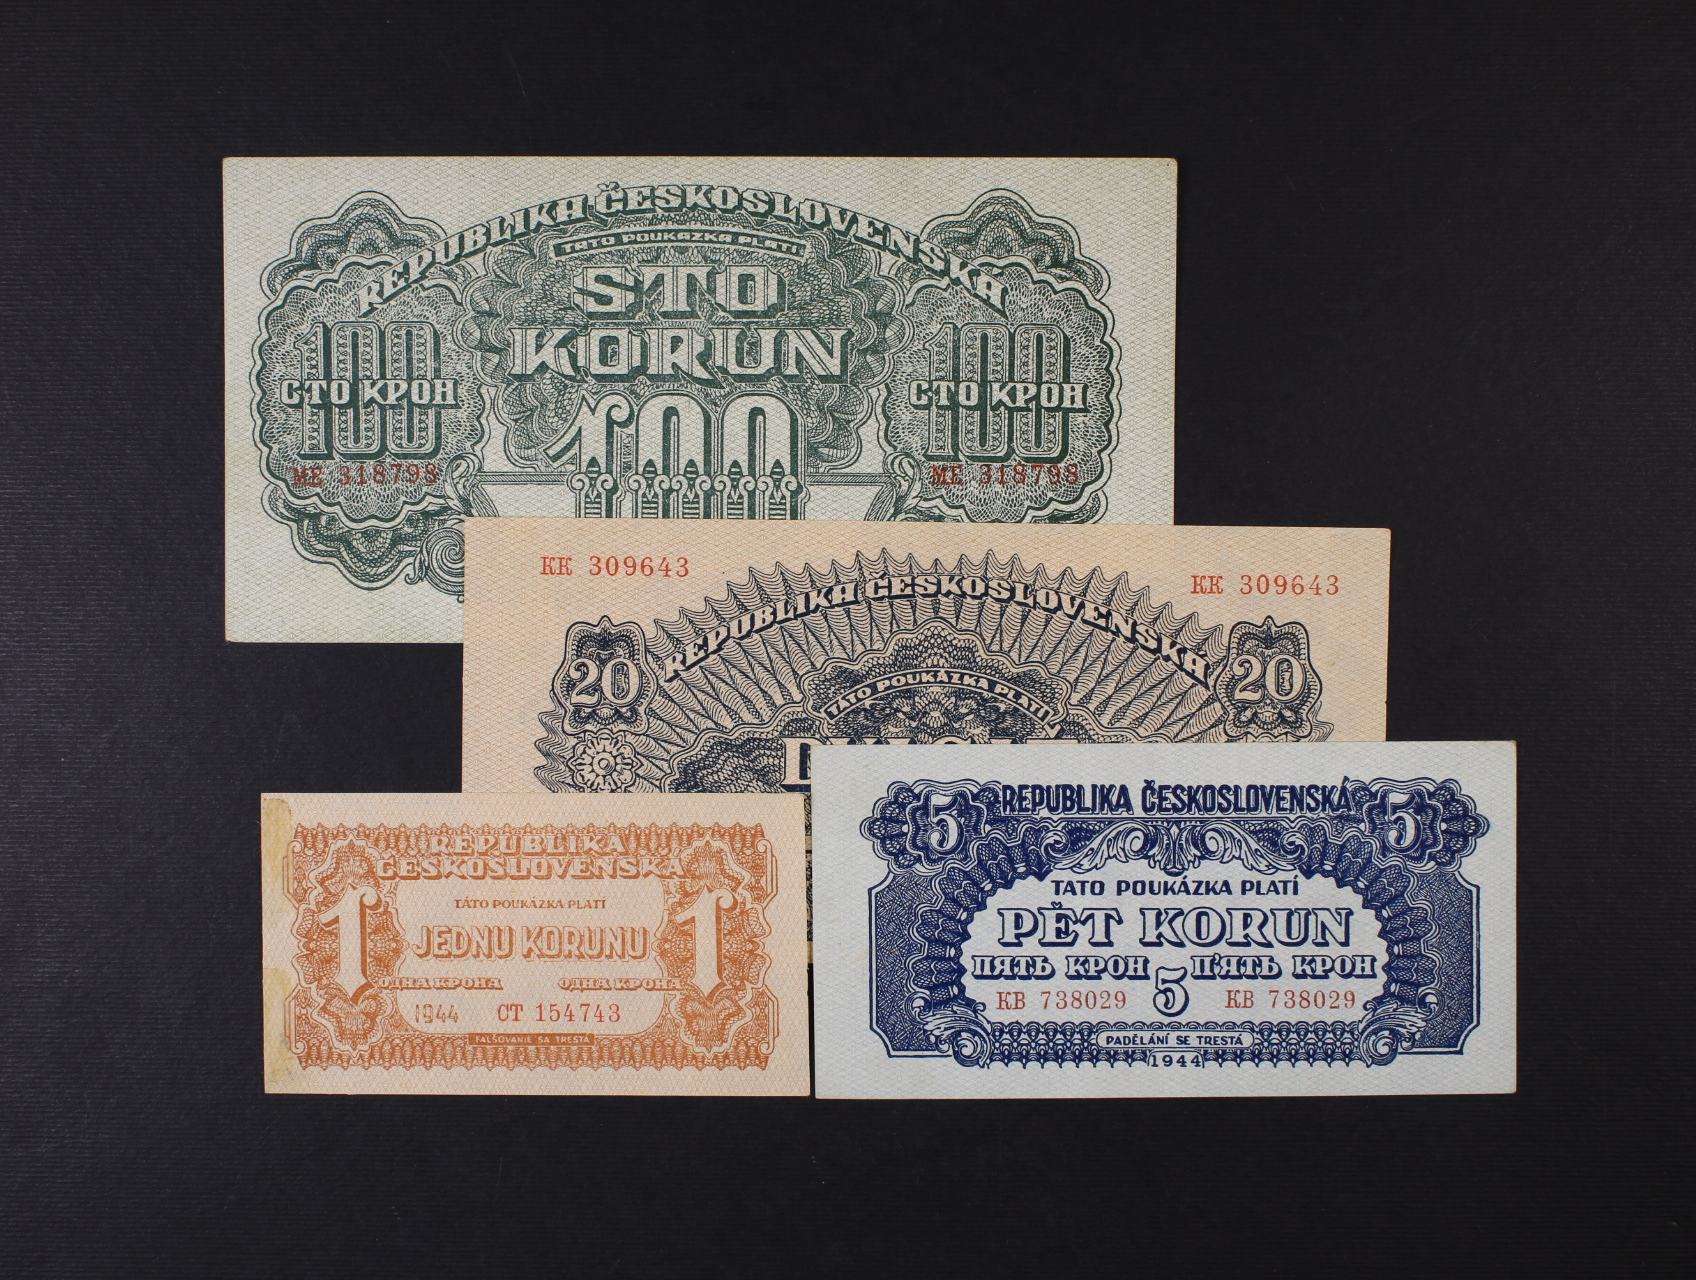 REPUBLIKA ČESKOSLOVENSKÁ
TATO POUKÁZKA PLATÍ
STO
KORUN
100 100
СТО КРОН СТО КРОН
100
МЕ 318798 МЕ 318798
КК 309643 КК 309643
REPUBLIKA ČESKOSLOVENSKÁ
20 20
TATO POUKÁZKA PLATÍ
REPUBLIKA
ČESKOSLOVENSKÁ
TÁTO POUKÁZKA PLATÍ
1 1
JEDNU KORUNU
ОДНА КРОНА ОДНА КРОНА
1944 СТ 154743
FALŠOVANIE SA TRESTÁ
5 REPUBLIKA ČESKOSLOVENSKÁ 5
TATO POUKÁZKA PLATÍ
PĚT KORUN
ПЯТЬ КРОН П'ЯТЬ КРОН
5
КВ 738029 КВ 738029
PADĚLÁNÍ SE TRESTÁ
1944